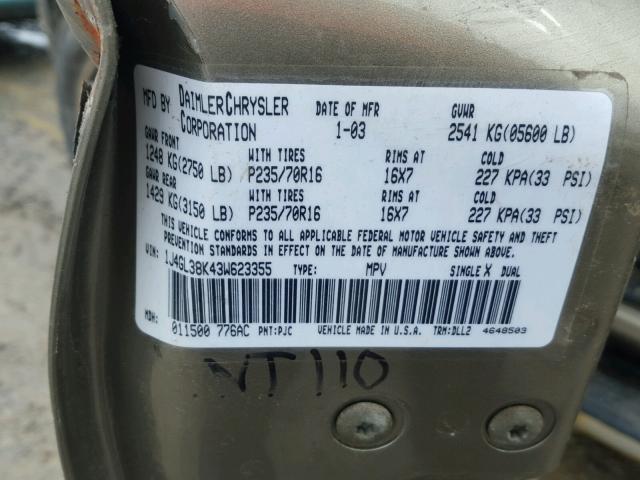 MFD BY DAIMLERCHRYSLER CORPORATION DATE OF MFR 1-03 GVWR 2541 KG(05600 LB)
GAWR FRONT WITH TIRES RIMS AT COLD
1248 KG(2750 LB) P235/70R16 16X7 227 KPA(33 PSI)
GAWR REAR WITH TIRES RIMS AT COLD
1429 KG(3150 LB) P235/70R16 16X7 227 KPA(33 PSI)
THIS VEHICLE CONFORMS TO ALL APPLICABLE FEDERAL MOTOR VEHICLE SAFETY AND THEFT
PREVENTION STANDARDS IN EFFECT ON THE DATE OF MANUFACTURE SHOWN ABOVE.
VIN: 1J4GL38K43W623355 TYPE: MPV SINGLE X DUAL
MDH: 011500 776AC PNT:PJC VEHICLE MADE IN U.S.A. TRM:DLL2 4648503
NT110